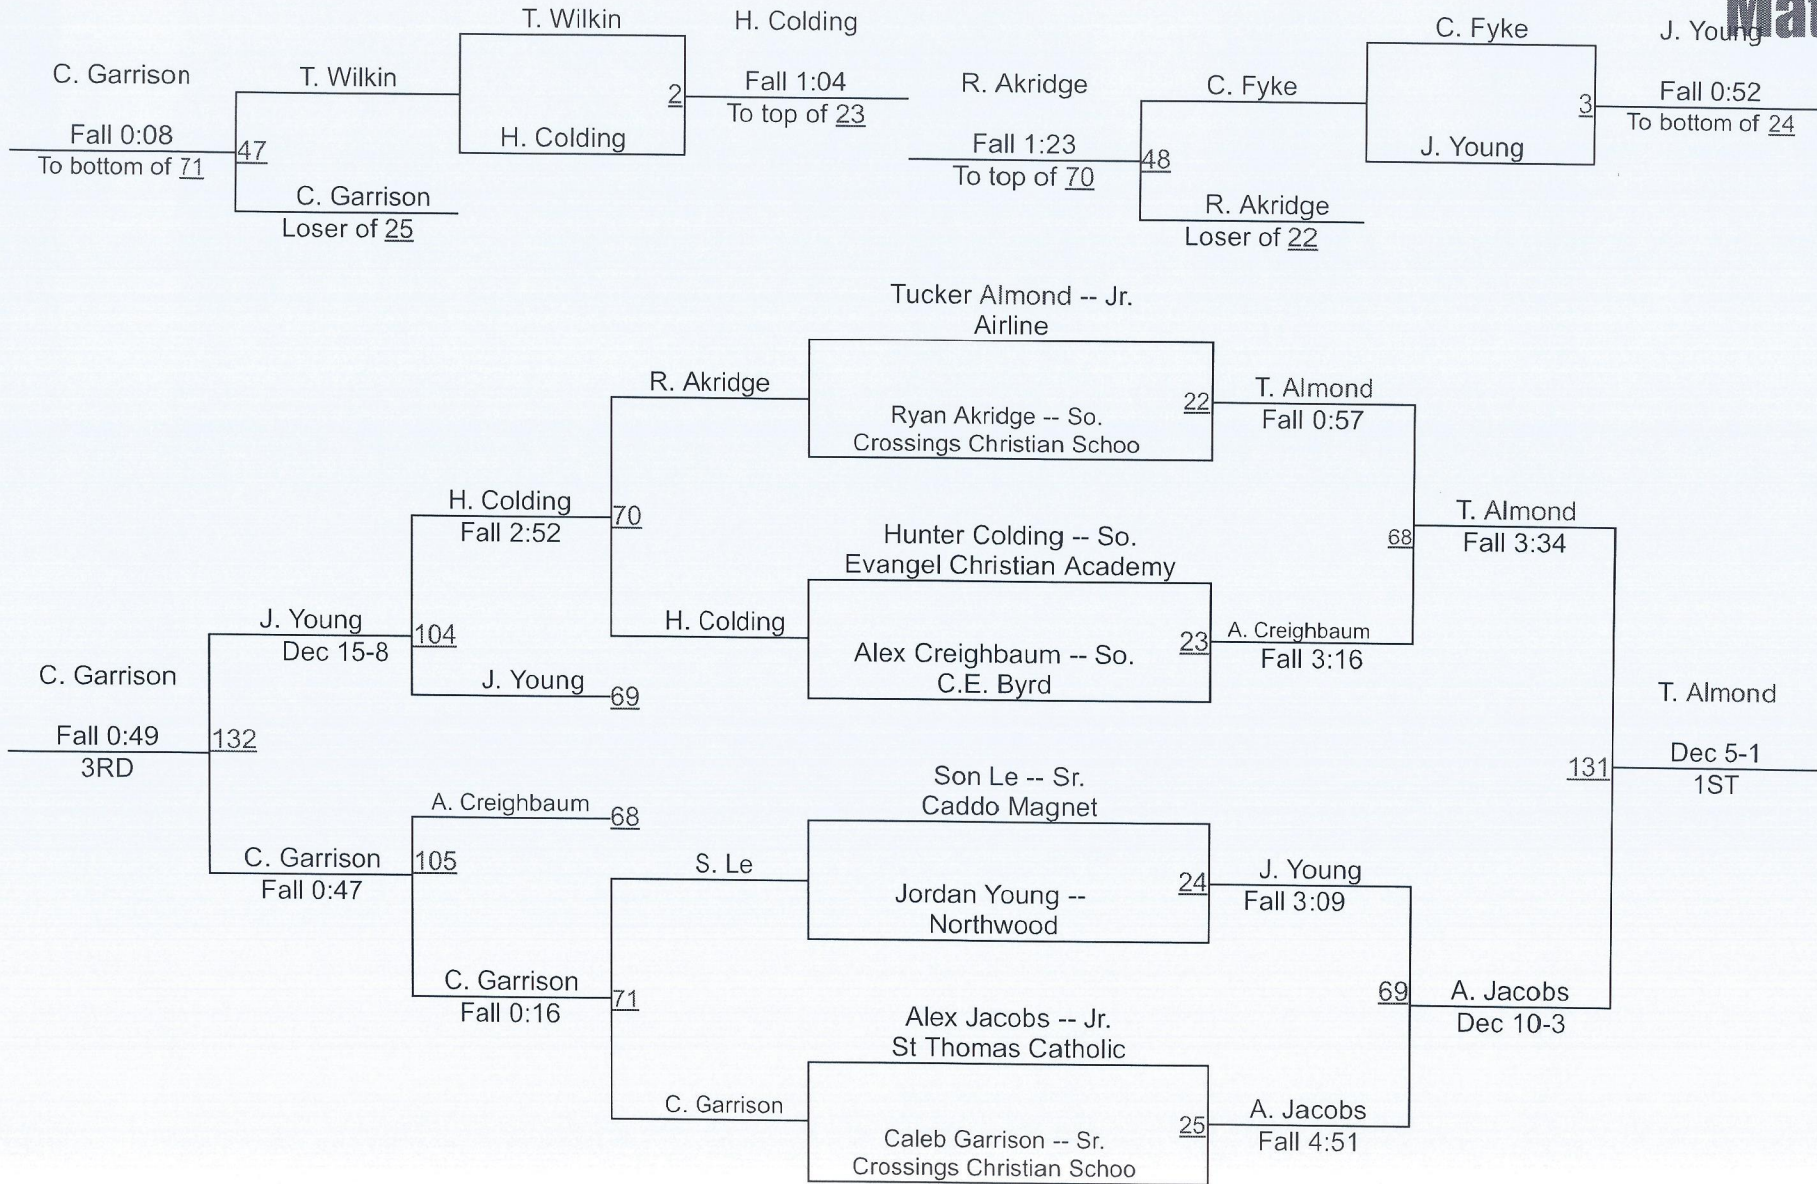 Mat
T. Wilkin
H. Colding
C. Fyke
J. Young
C. Garrison
T. Wilkin
Fall 1:04
R. Akridge
C. Fyke
Fall 0:52
2
To top of 23
3
To bottom of 24
Fall 0:08
47
H. Colding
Fall 1:23
48
J. Young
To bottom of 71
To top of 70
C. Garrison
Loser of 25
R. Akridge
Loser of 22
Tucker Almond -- Jr.
Airline
R. Akridge
22
T. Almond
Ryan Akridge -- So.
Fall 0:57
Crossings Christian Schoo
H. Colding
70
Fall 2:52
Hunter Colding -- So.
Evangel Christian Academy
68
T. Almond
Fall 3:34
J. Young
104
H. Colding
23
A. Creighbaum
Dec 15-8
Alex Creighbaum -- So.
Fall 3:16
C. Garrison
J. Young
69
C.E. Byrd
T. Almond
Fall 0:49
132
3RD
Son Le -- Sr.
Caddo Magnet
131
Dec 5-1
1ST
A. Creighbaum
68
C. Garrison
105
S. Le
24
J. Young
Fall 0:47
Jordan Young --
Fall 3:09
Northwood
C. Garrison
71
Fall 0:16
69
A. Jacobs
Dec 10-3
Alex Jacobs -- Jr.
St Thomas Catholic
C. Garrison
25
A. Jacobs
Caleb Garrison -- Sr.
Fall 4:51
Crossings Christian Schoo